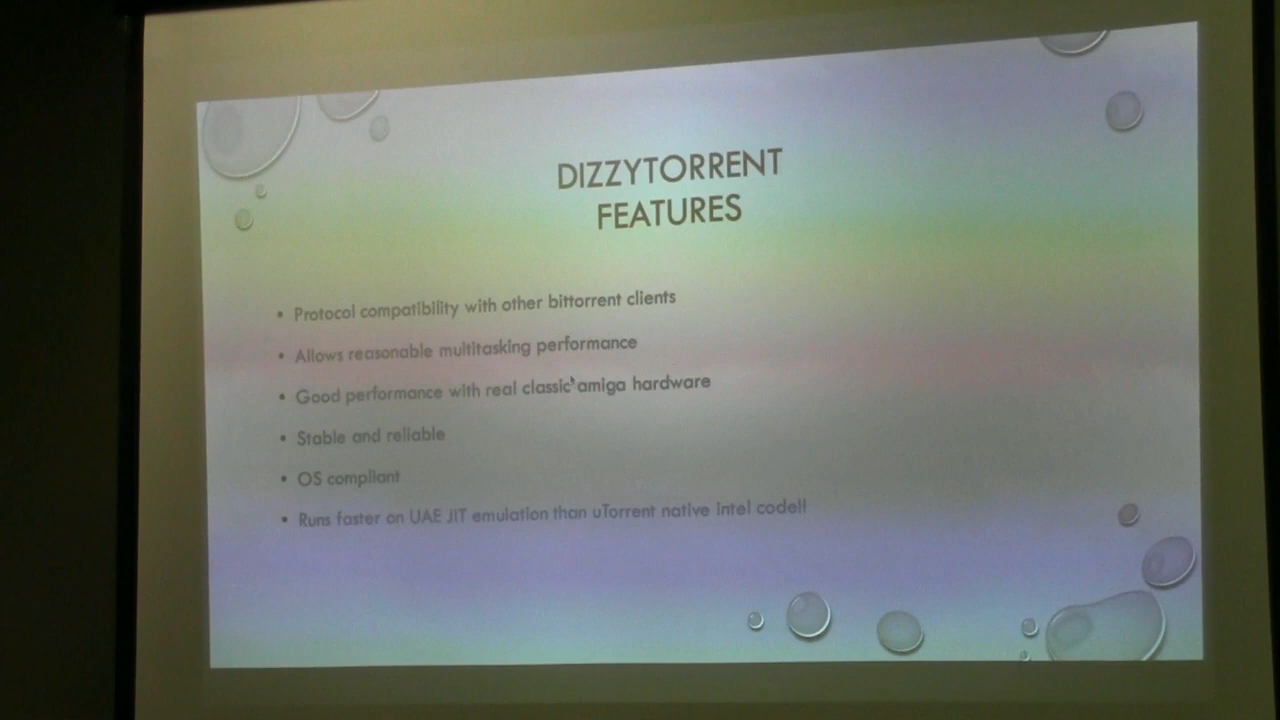 DIZZYTORRENT
FEATURES
• Protocol compatibility with other bittorrent clients
• Allows reasonable multitasking performance
• Good performance with real classic amiga hardware
• Stable and reliable
• OS compliant
• Runs faster on UAE JIT emulation than uTorrent native Intel code!!